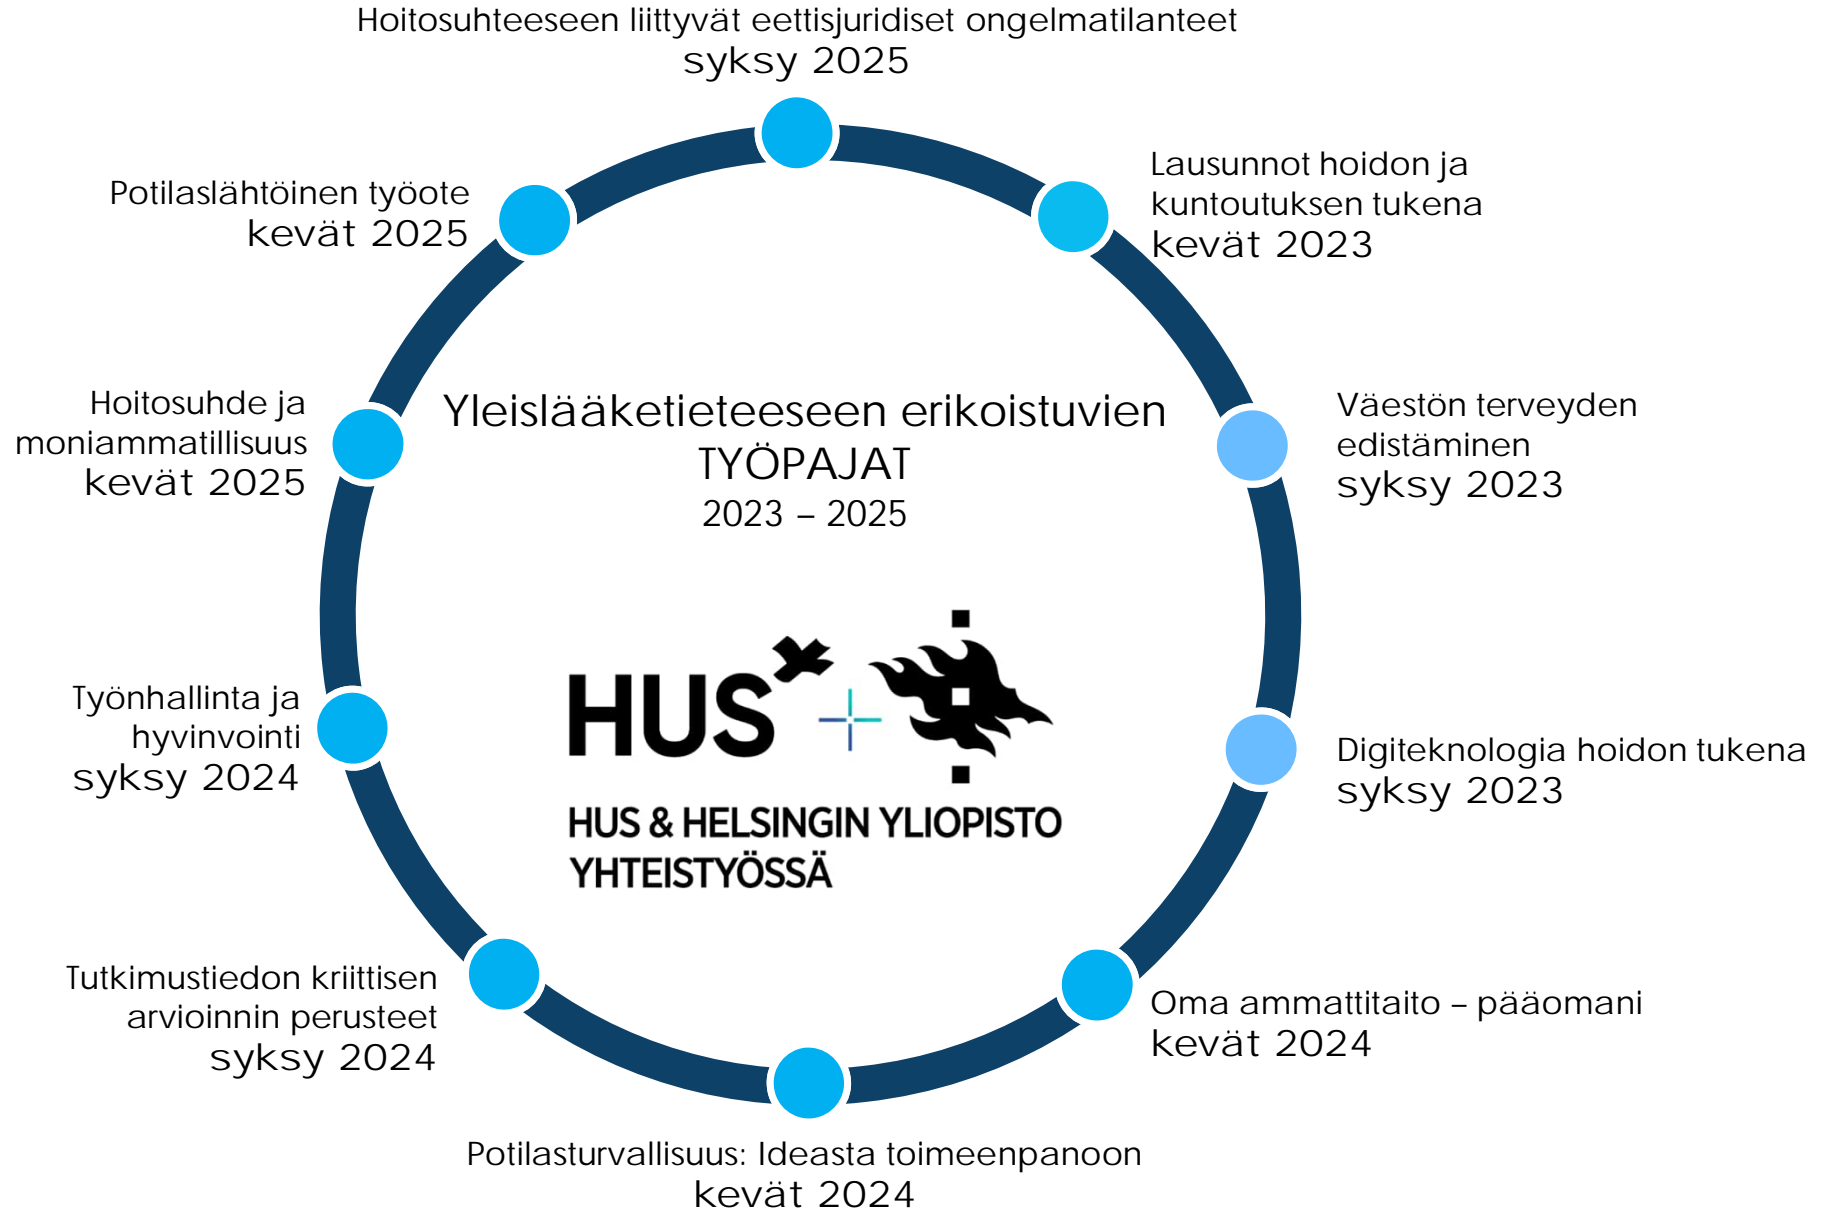 Hoitosuhteeseen liittyvät eettisjuridiset ongelmatilanteet
syksy 2025
Lausunnot hoidon ja
kuntoutuksen tukena
kevät 2023
Väestön terveyden
edistäminen
syksy 2023
Digiteknologia hoidon tukena
syksy 2023
Oma ammattitaito – pääomani
kevät 2024
Potilasturvallisuus: Ideasta toimeenpanoon
kevät 2024
Tutkimustiedon kriittisen
arvioinnin perusteet
syksy 2024
Työnhallinta ja
hyvinvointi
syksy 2024
Hoitosuhde ja
moniammatillisuus
kevät 2025
Potilaslähtöinen työote
kevät 2025
Yleislääketieteeseen erikoistuvien
TYÖPAJAT
2023 – 2025
HUS
HUS & HELSINGIN YLIOPISTO
YHTEISTYÖSSÄ